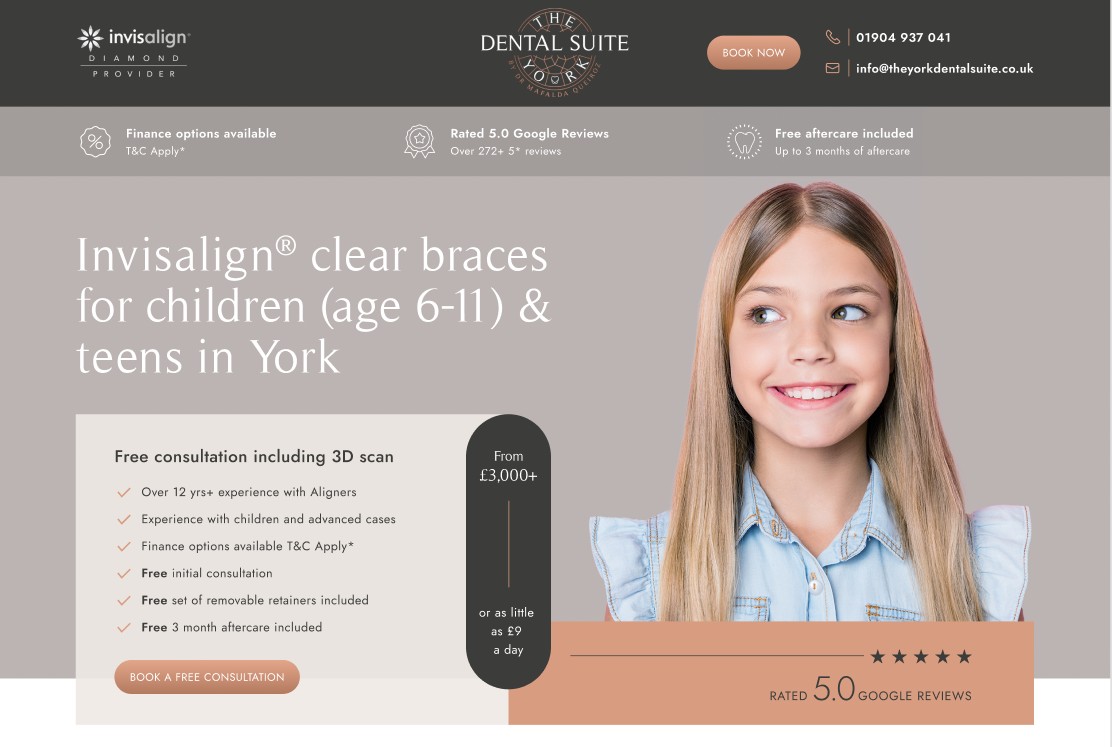 invisalign
DIAMOND
PROVIDER
THE
DENTAL SUITE
YORK
BY DR MAFALDA QUEIROZ
BOOK NOW
01904 937 041
info@theyorkdentalsuite.co.uk
Finance options available
T&C Apply*
Rated 5.0 Google Reviews
Over 272+ 5* reviews
Free aftercare included
Up to 3 months of aftercare
Invisalign® clear braces
for children (age 6-11) &
teens in York
Free consultation including 3D scan
Over 12 yrs+ experience with Aligners
Experience with children and advanced cases
Finance options available T&C Apply*
Free initial consultation
Free set of removable retainers included
Free 3 month aftercare included
BOOK A FREE CONSULTATION
From
£3,000+
or as little
as £9
a day
RATED 5.0 GOOGLE REVIEWS